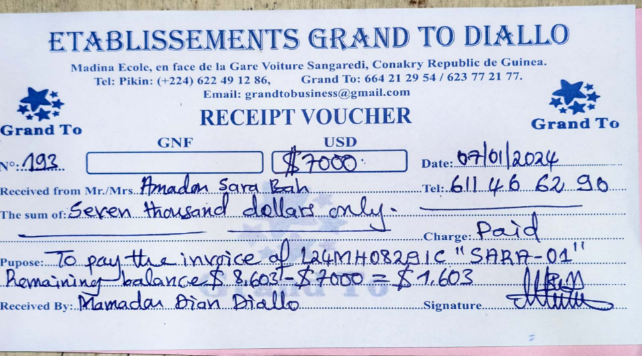 ETABLISSEMENTS GRAND TO DIALLO
Madina Ecole, en face de la Gare Voiture Sangaredi, Conakry Republic de Guinea.
Tel: Pikin: (+224) 622 49 12 86, Grand To: 664 21 29 54 / 623 77 21 77.
Email: grandtobusiness@gmail.com
RECEIPT VOUCHER
Grand To
Grand To
GNF USD
N°: 193 $7000 Date: 07/01/2024
Received from Mr./Mrs. Amadou Sara Bah Tel: 611 46 62 90
The sum of: Seven thousand dollars only.
Charge: Paid
Pupose: To pay the invoice of L24MH082AIC "SARA-01"
Remaining balance $ 8.603 - $7000 = $ 1.603
Grand To
Received By: Mamadou Dian Diallo Signature